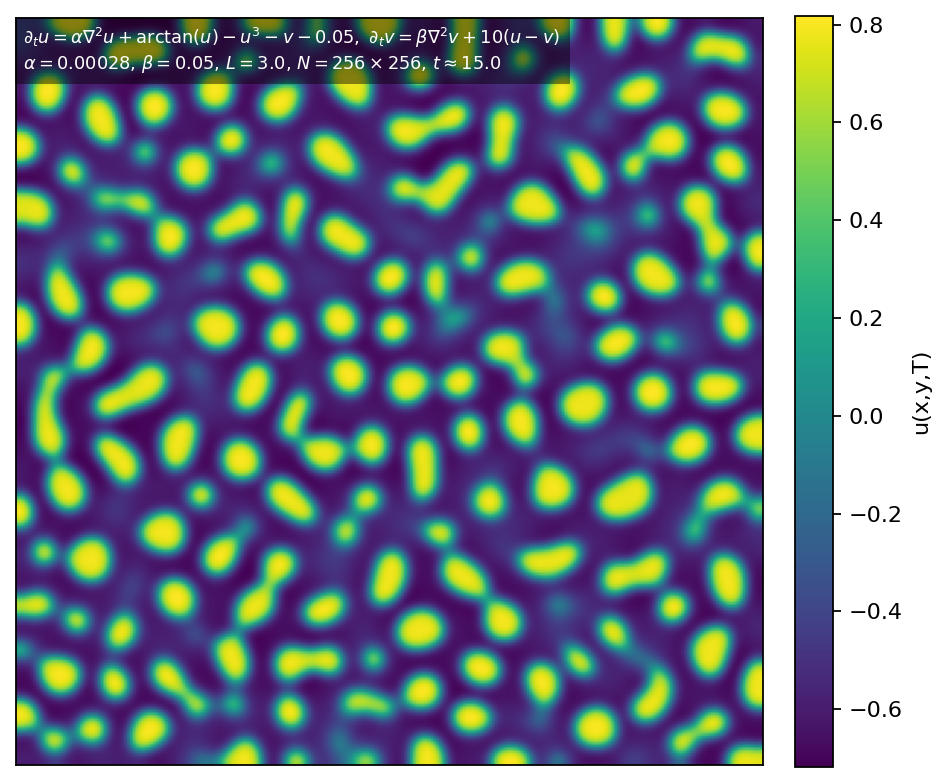 ∂ₜu = α∇²u + arctan(u) − u³ − v − 0.05, ∂ₜv = β∇²v + 10(u − v)
α = 0.00028, β = 0.05, L = 3.0, N = 256 × 256, t ≈ 15.0
0.8
0.6
0.4
0.2
0.0
−0.2
−0.4
−0.6
u(x,y,T)